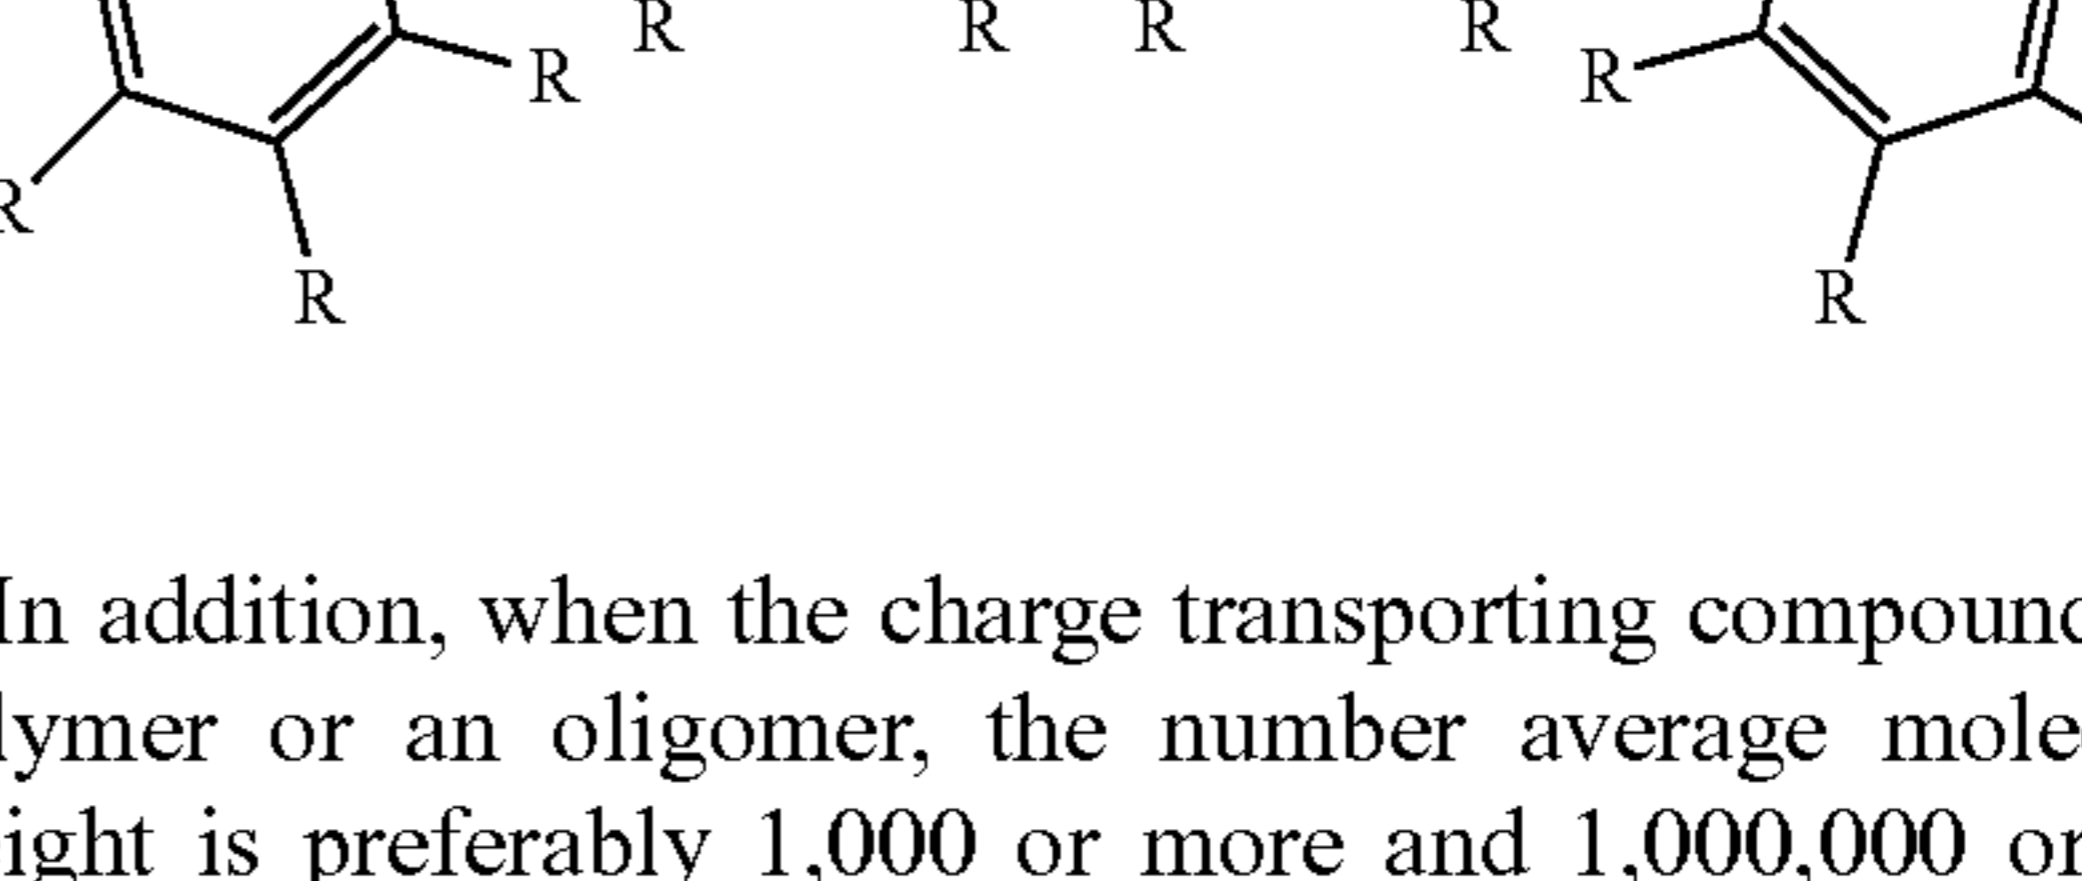 R R R R
R R
R
R R
In addition, when the charge transporting compound
lymer or an oligomer, the number average mole
ight is preferably 1,000 or more and 1,000,000 or